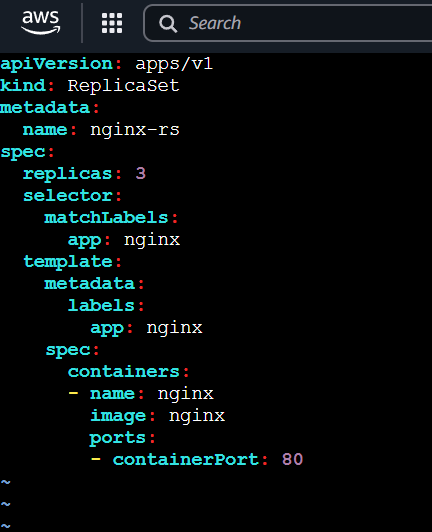 aws
Search
apiVersion: apps/v1
kind: ReplicaSet
metadata:
  name: nginx-rs
spec:
  replicas: 3
  selector:
    matchLabels:
      app: nginx
  template:
    metadata:
      labels:
        app: nginx
    spec:
      containers:
      - name: nginx
        image: nginx
        ports:
        - containerPort: 80
~
~
~